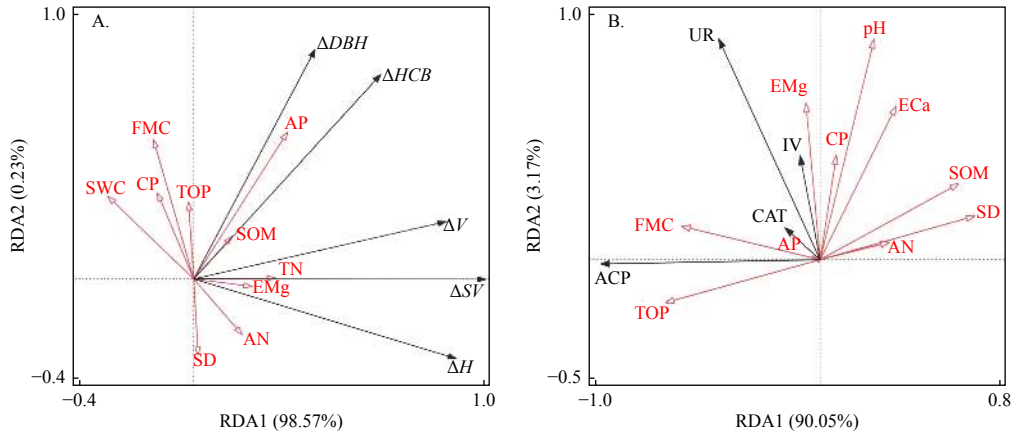 1.0
A.
ΔDBH
ΔHCB
AP
FMC
SWC
CP
TOP
SOM
ΔV
TN
EMg
ΔSV
AN
SD
ΔH
RDA2 (0.23%)
−0.4
−0.4
1.0
RDA1 (98.57%)
1.0
B.
UR
pH
EMg
ECa
IV
CP
SOM
CAT
SD
FMC
AP
AN
ACP
TOP
RDA2 (3.17%)
−0.5
−1.0
0.8
RDA1 (90.05%)